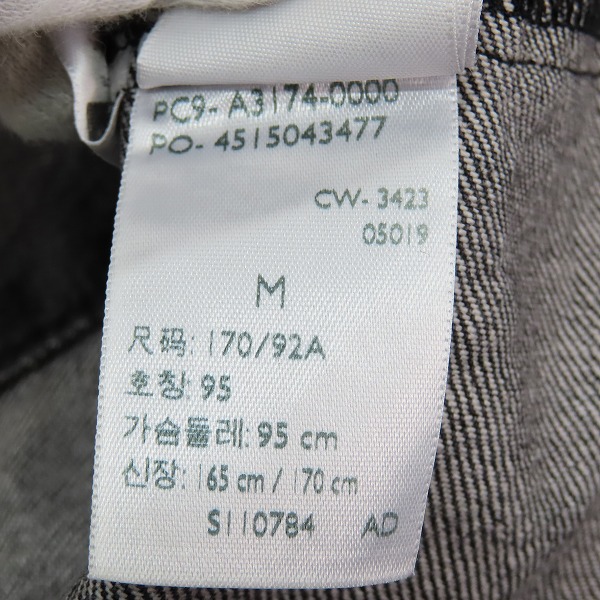 PC9- A3174-0000
PO- 4515043477
CW- 3423
05019
M
尺码: 170/92A
호칭: 95
가슴둘레: 95 cm
신장: 165 cm / 170 cm
S110784 AD